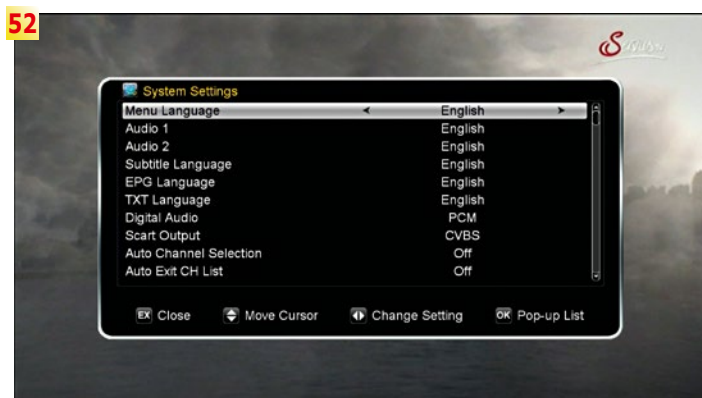 52
System Settings
Menu Language English
Audio 1 English
Audio 2 English
Subtitle Language English
EPG Language English
TXT Language English
Digital Audio PCM
Scart Output CVBS
Auto Channel Selection Off
Auto Exit CH List Off
EX Close Move Cursor Change Setting OK Pop-up List